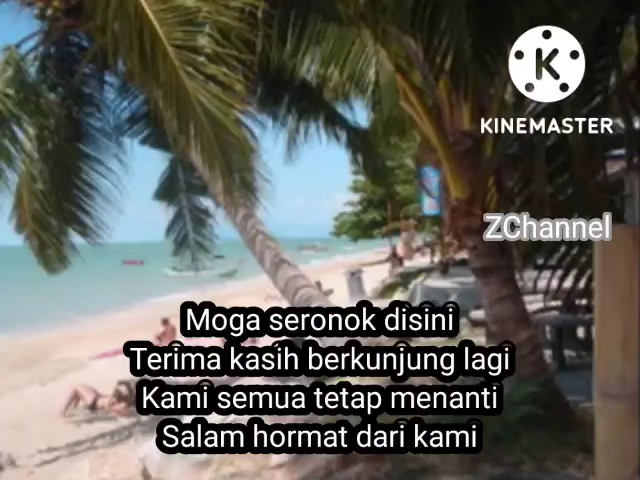 K
KINEMASTER
ZChannel
Moga seronok disini
Terima kasih berkunjung lagi
Kami semua tetap menanti
Salam hormat dari kami